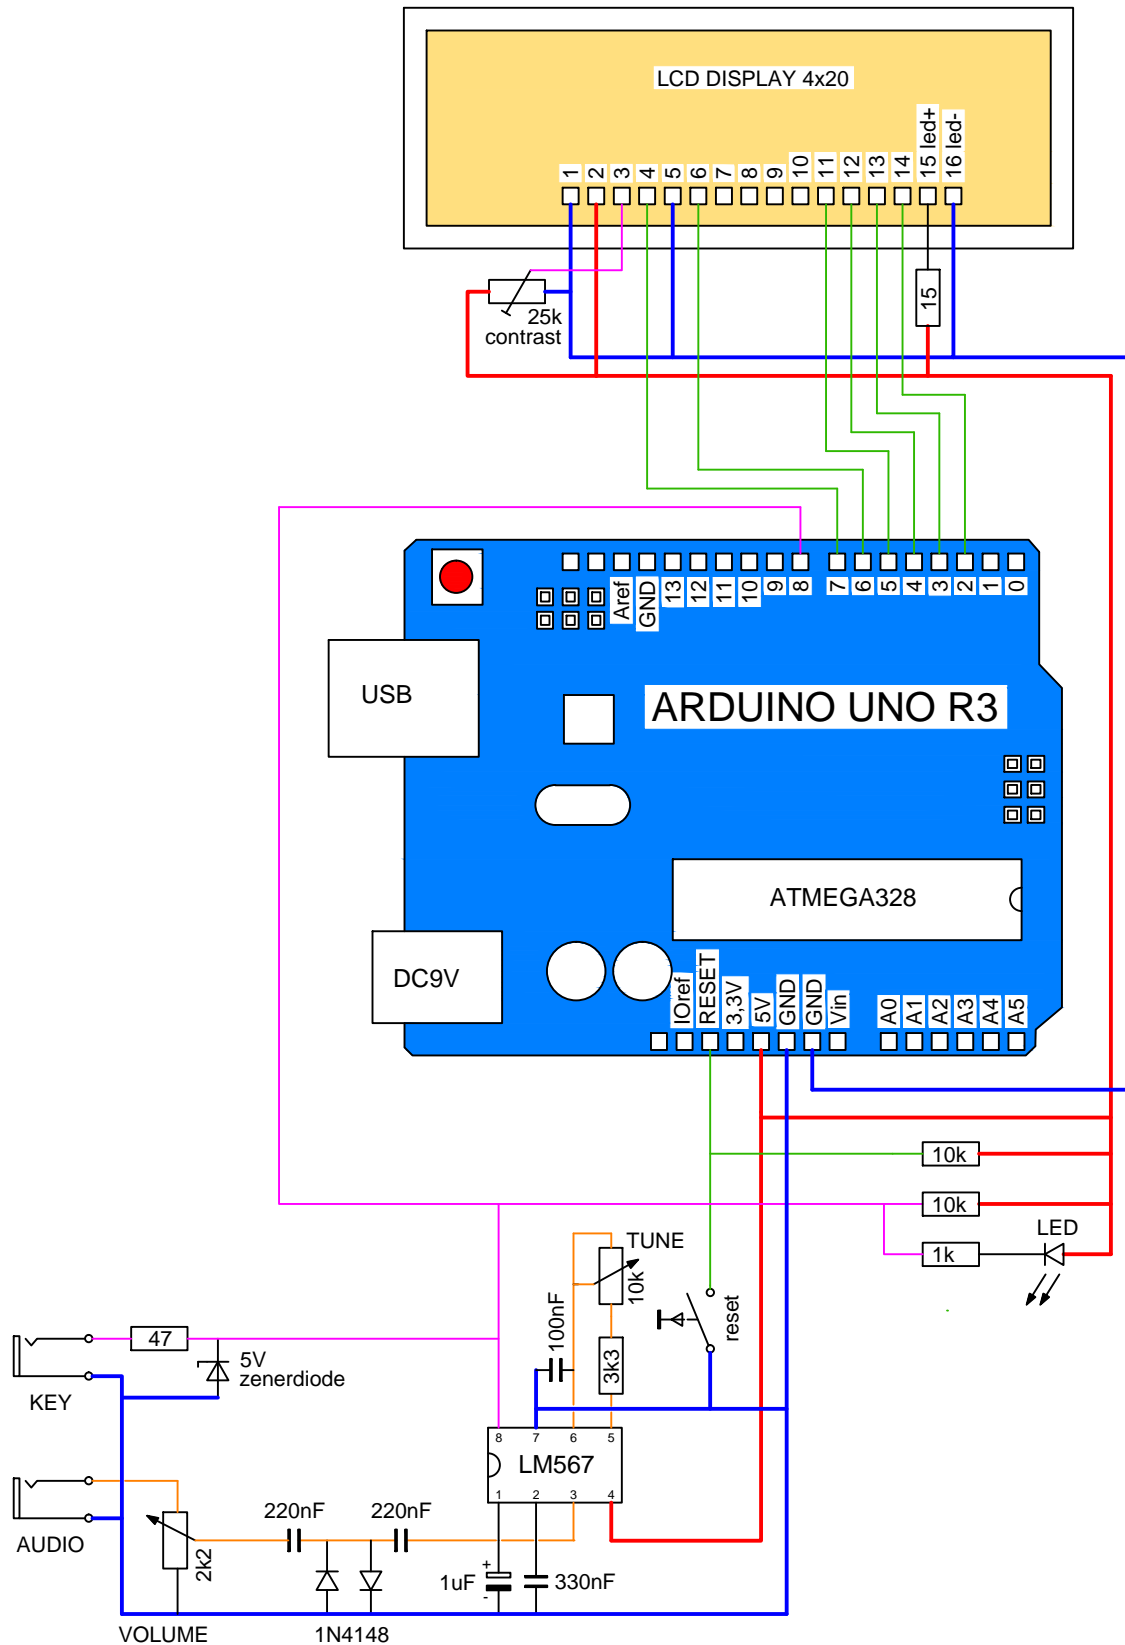 LCD DISPLAY 4x20
1 2 3 4 5 6 7 8 9 10 11 12 13 14 15 led+ 16 led-
25k
contrast
15
Aref GND 13 12 11 10 9 8 7 6 5 4 3 2 1 0
USB
ARDUINO UNO R3
ATMEGA328
DC9V
IOref RESET 3,3V 5V GND GND Vin A0 A1 A2 A3 A4 A5
10k
10k
LED
1k
TUNE
10k
100nF
reset
3k3
47
5V
zenerdiode
KEY
8 7 6 5
LM567
1 2 3 4
AUDIO
2k2
220nF
220nF
+
1uF
-
330nF
VOLUME
1N4148